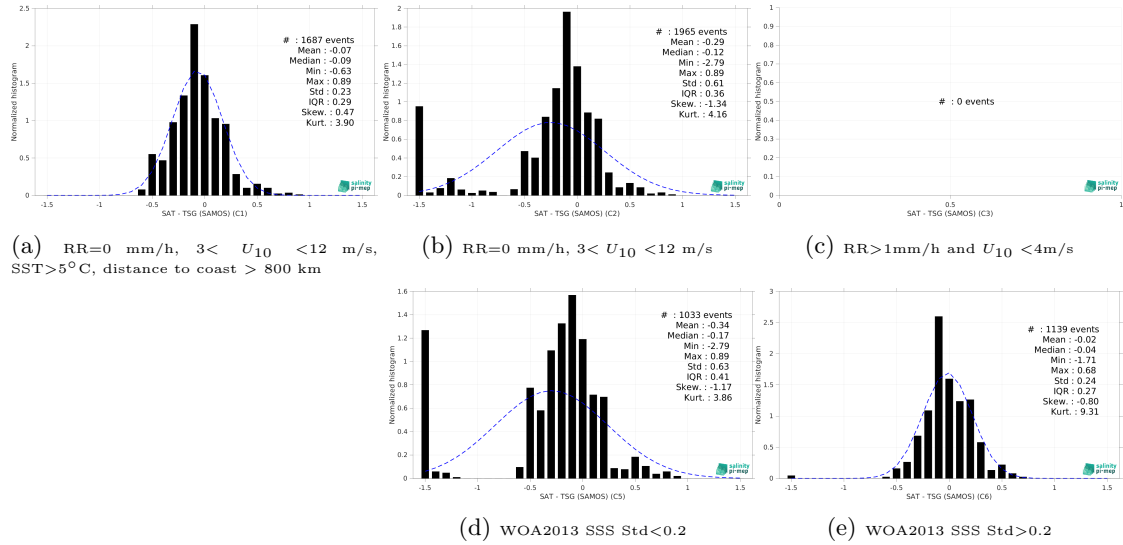 2.5
2
1.5
1
0.5
0
Normalized histogram
# : 1687 events
Mean : -0.07
Median : -0.09
Min : -0.63
Max : 0.89
Std : 0.23
IQR : 0.29
Skew. : 0.47
Kurt. : 3.90
salinity
pi-mep
-1.5 -1 -0.5 0 0.5 1 1.5
SAT - TSG (SAMOS) (C1)
(a) RR=0 mm/h, 3< U10 <12 m/s,
SST>5°C, distance to coast > 800 km
2
1.8
1.6
1.4
1.2
1
0.8
0.6
0.4
0.2
0
Normalized histogram
# : 1965 events
Mean : -0.29
Median : -0.12
Min : -2.79
Max : 0.89
Std : 0.61
IQR : 0.36
Skew. : -1.34
Kurt. : 4.16
salinity
pi-mep
-1.5 -1 -0.5 0 0.5 1 1.5
SAT - TSG (SAMOS) (C2)
(b) RR=0 mm/h, 3< U10 <12 m/s
1
0.9
0.8
0.7
0.6
0.5
0.4
0.3
0.2
0.1
0
Normalized histogram
# : 0 events
salinity
pi-mep
0 0.5 1
SAT - TSG (SAMOS) (C3)
(c) RR>1mm/h and U10 <4m/s
1.6
1.4
1.2
1
0.8
0.6
0.4
0.2
0
Normalized histogram
# : 1033 events
Mean : -0.34
Median : -0.17
Min : -2.79
Max : 0.89
Std : 0.63
IQR : 0.41
Skew. : -1.17
Kurt. : 3.86
salinity
pi-mep
-1.5 -1 -0.5 0 0.5 1 1.5
SAT - TSG (SAMOS) (C5)
(d) WOA2013 SSS Std<0.2
3
2.5
2
1.5
1
0.5
0
Normalized histogram
# : 1139 events
Mean : -0.02
Median : -0.04
Min : -1.71
Max : 0.68
Std : 0.24
IQR : 0.27
Skew. : -0.80
Kurt. : 9.31
salinity
pi-mep
-1.5 -1 -0.5 0 0.5 1 1.5
SAT - TSG (SAMOS) (C6)
(e) WOA2013 SSS Std>0.2